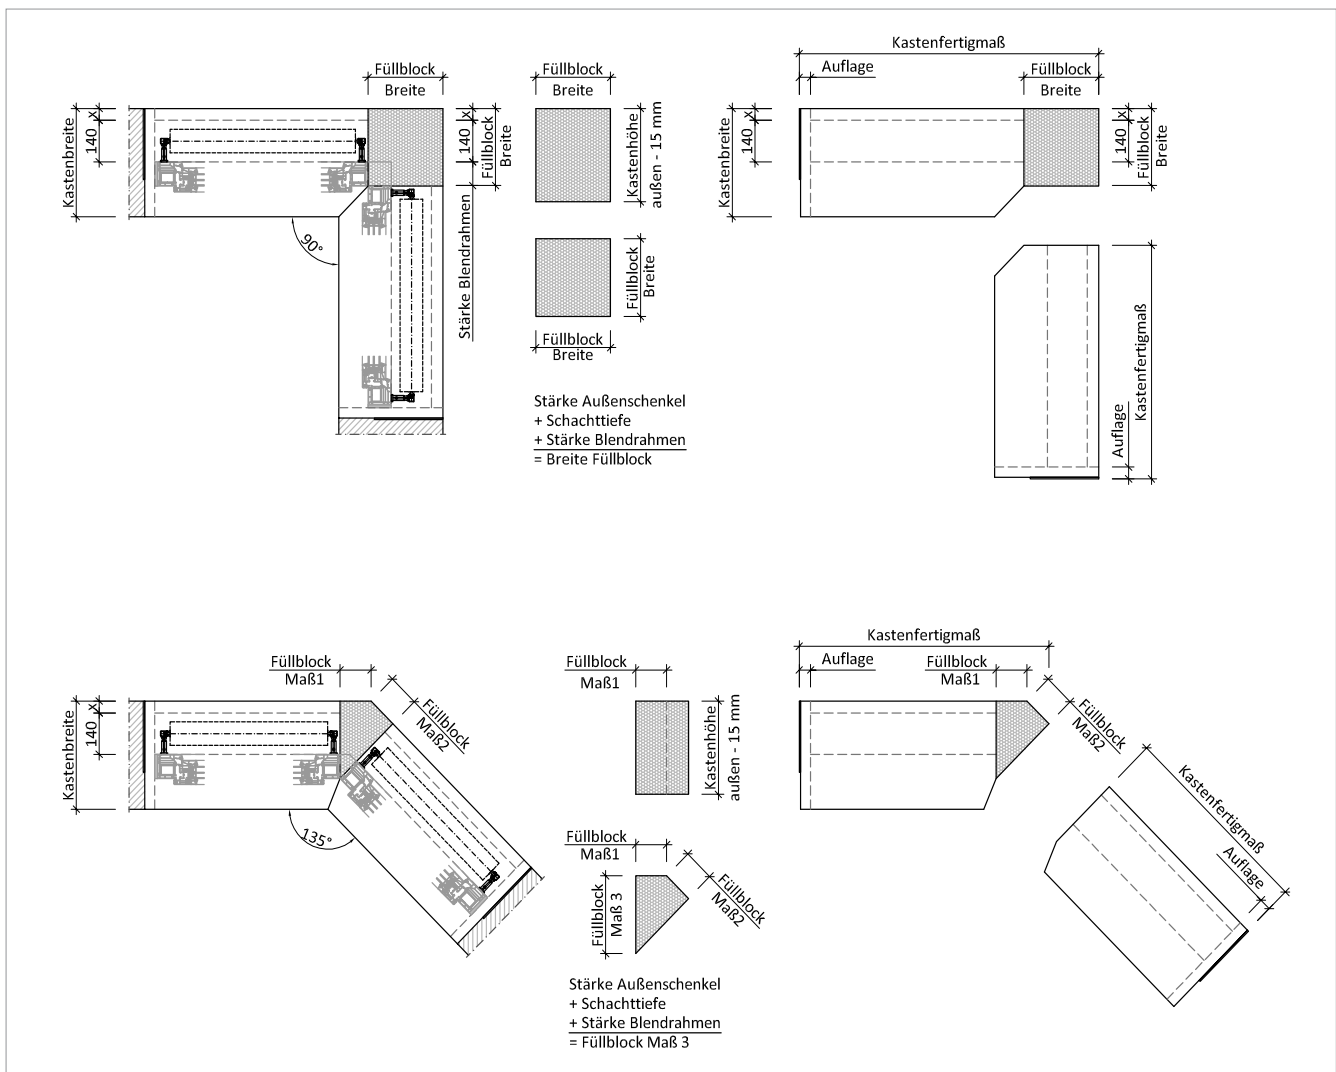 Füllblock
Breite
Kastenbreite
x
140
x
140
Füllblock
Breite
90°
Stärke Blendrahmen
Füllblock
Breite
Kastenhöhe
außen - 15 mm
Füllblock
Breite
Füllblock
Breite
Stärke Außenschenkel
+ Schachttiefe
+ Stärke Blendrahmen
= Breite Füllblock
Kastenfertigmaß
Auflage
Füllblock
Breite
Kastenbreite
x
140
x
140
Füllblock
Breite
Kastenfertigmaß
Auflage
Füllblock
Maß1
Füllblock
Maß2
Kastenbreite
x
140
135°
Füllblock
Maß1
Kastenhöhe
außen - 15 mm
Füllblock
Maß1
Füllblock
Maß 3
Füllblock
Maß2
Stärke Außenschenkel
+ Schachttiefe
+ Stärke Blendrahmen
= Füllblock Maß 3
Kastenfertigmaß
Auflage
Füllblock
Maß1
Füllblock
Maß2
Kastenfertigmaß
Auflage